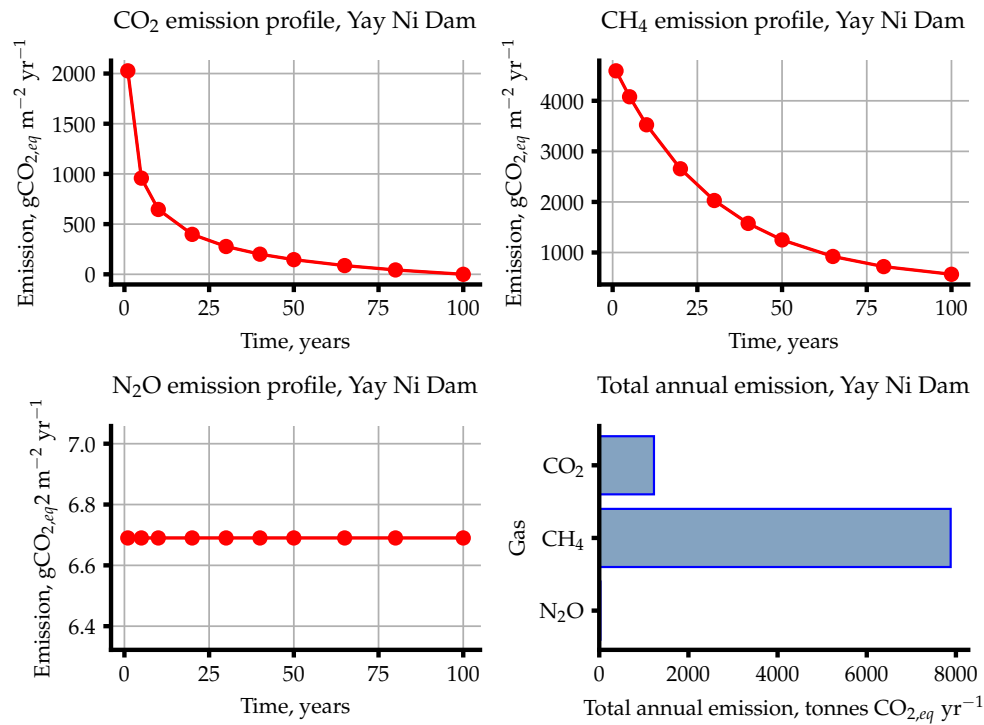 CO₂ emission profile, Yay Ni Dam
Emission, gCO₂,eq m⁻² yr⁻¹
2000
1500
1000
500
0
0 25 50 75 100
Time, years
CH₄ emission profile, Yay Ni Dam
Emission, gCO₂,eq m⁻² yr⁻¹
4000
3000
2000
1000
0 25 50 75 100
Time, years
N₂O emission profile, Yay Ni Dam
Emission, gCO₂,eq2 m⁻² yr⁻¹
7.0
6.8
6.6
6.4
0 25 50 75 100
Time, years
Total annual emission, Yay Ni Dam
Gas
CO₂
CH₄
N₂O
0 2000 4000 6000 8000
Total annual emission, tonnes CO₂,eq yr⁻¹